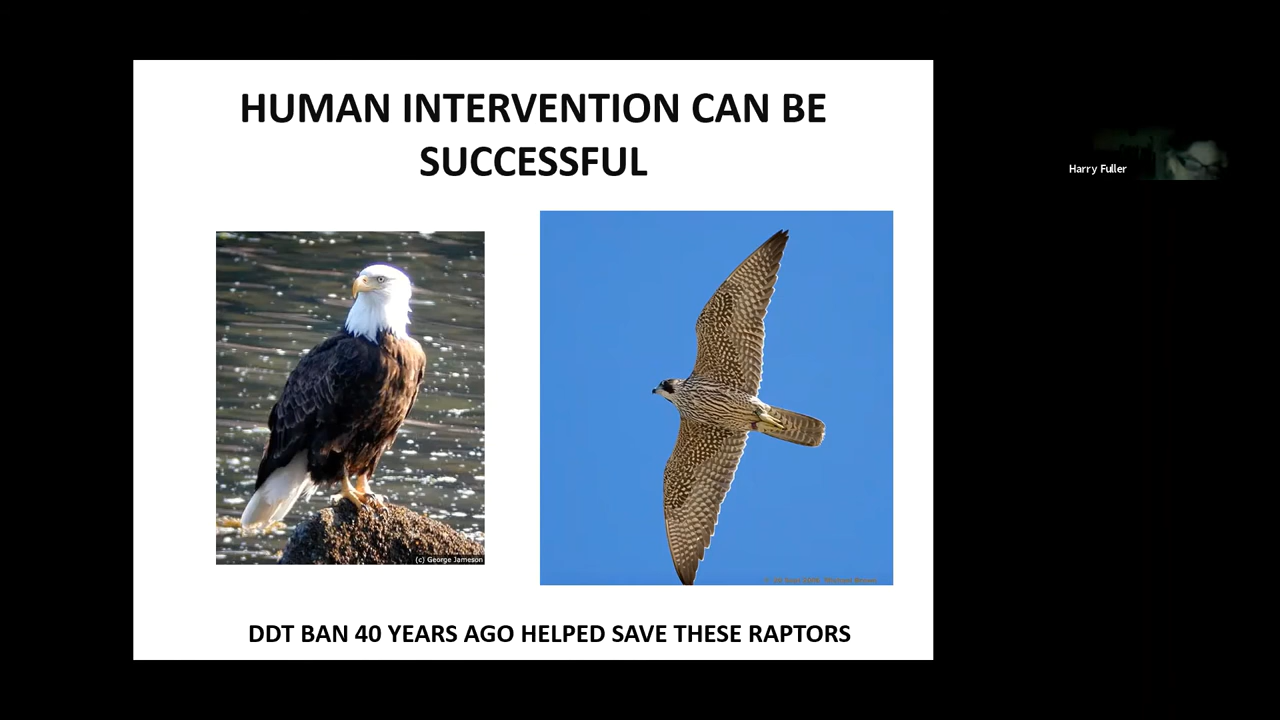 HUMAN INTERVENTION CAN BE
SUCCESSFUL
Harry Fuller
(c) George Jameson
DDT BAN 40 YEARS AGO HELPED SAVE THESE RAPTORS